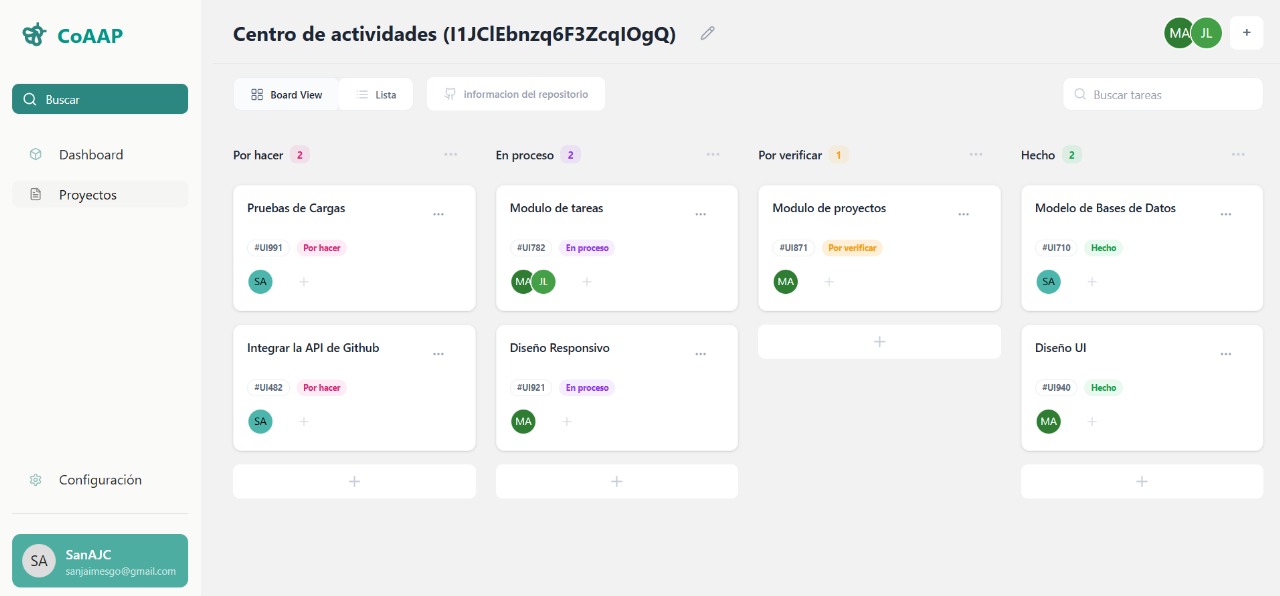 CoAAP
Buscar
Dashboard
Proyectos
Configuración
SA
SanAJC
sanjaimesgo@gmail.com
Centro de actividades (I1JClEbnzq6F3ZcqIOgQ)
MA JL +
Board View
Lista
informacion del repositorio
Buscar tareas
Por hacer 2 ...
Pruebas de Cargas ...
#UI991 Por hacer
SA +
Integrar la API de Github ...
#UI482 Por hacer
SA +
+
En proceso 2 ...
Modulo de tareas ...
#UI782 En proceso
MA JL +
Diseño Responsivo ...
#UI921 En proceso
MA +
+
Por verificar 1 ...
Modulo de proyectos ...
#UI871 Por verificar
MA +
+
Hecho 2 ...
Modelo de Bases de Datos ...
#UI710 Hecho
SA +
Diseño UI ...
#UI940 Hecho
MA +
+